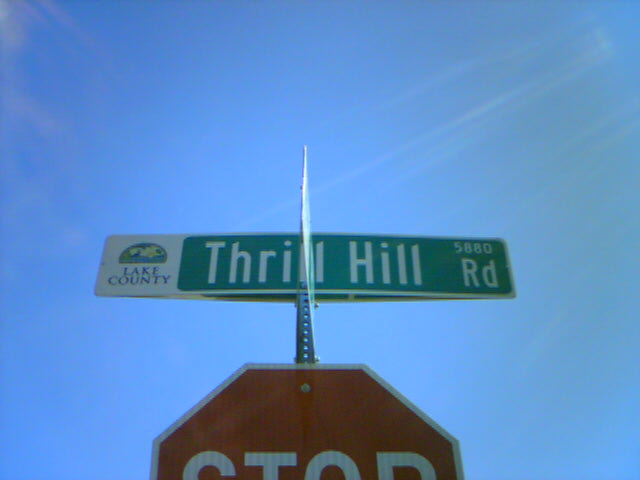 LAKE
COUNTY
Thrill Hill
5880
Rd
STOP